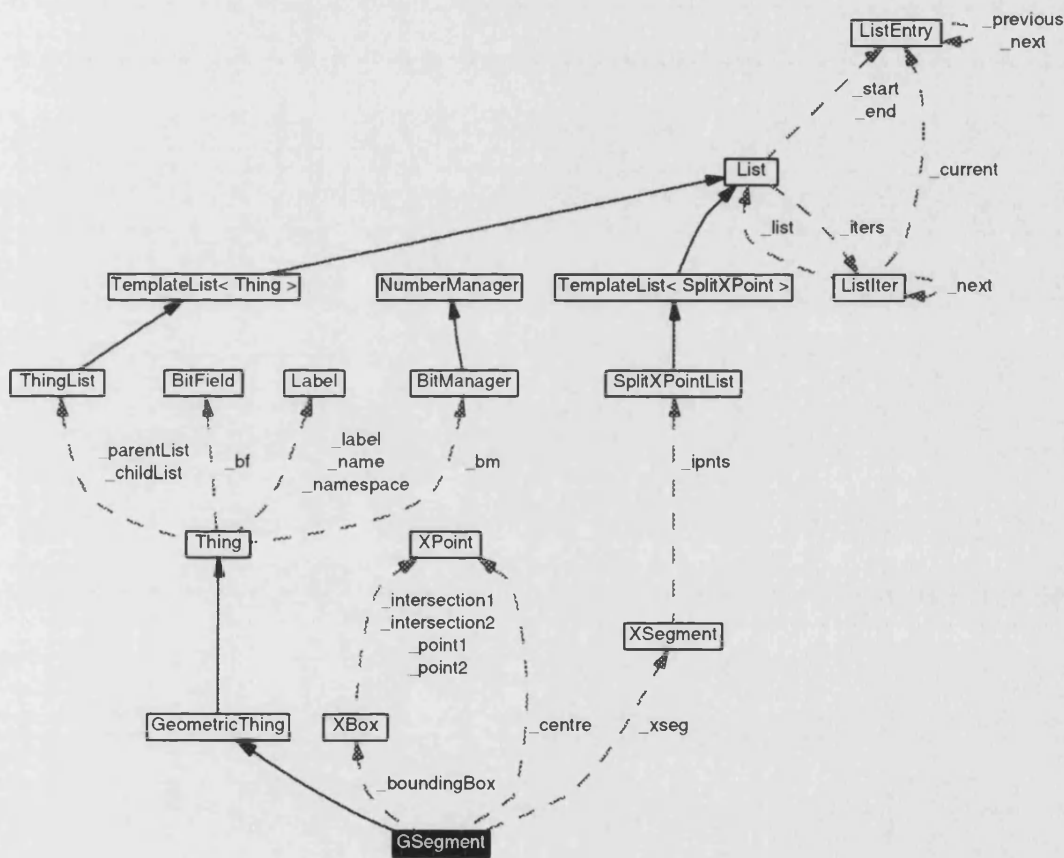 ListEntry
_previous
_next
_start
_end
List
_current
_list
_iters
TemplateList< Thing >
NumberManager
TemplateList< SplitXPoint >
ListIter
_next
ThingList
BitField
Label
BitManager
SplitXPointList
_parentList
_childList
_bf
_label
_name
_namespace
_bm
_ipnts
Thing
XPoint
_intersection1
_intersection2
_point1
_point2
XSegment
GeometricThing
XBox
_centre
_xseg
_boundingBox
GSegment